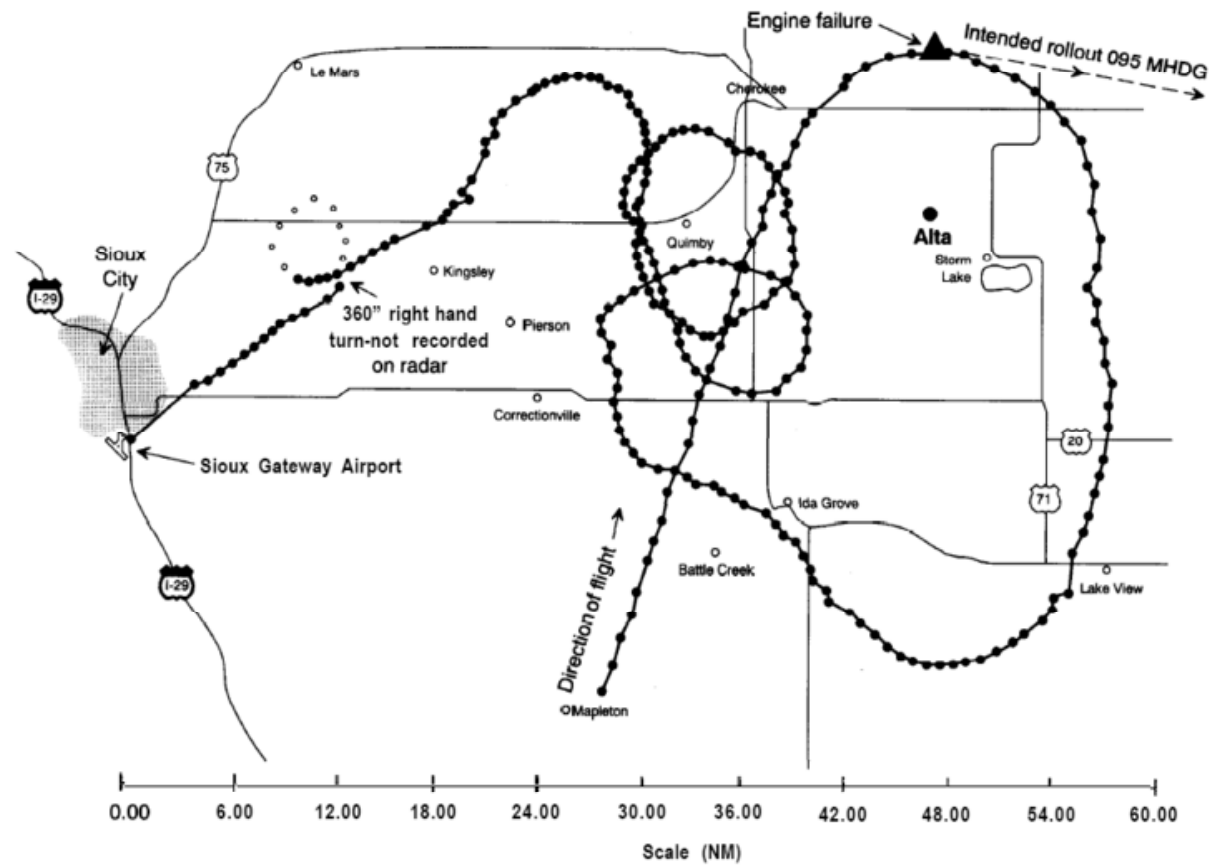 Engine failure
Intended rollout 095 MHDG
Le Mars
Cherokee
75
Alta
Quimby
Storm
Lake
Sioux
City
Kingsley
I-29
360” right hand
turn-not recorded
on radar
Pierson
Correctionville
20
Sioux Gateway Airport
71
Ida Grove
Direction of flight
Battle Creek
I-29
Lake View
Mapleton
0.00 6.00 12.00 18.00 24.00 30.00 36.00 42.00 48.00 54.00 60.00
Scale (NM)